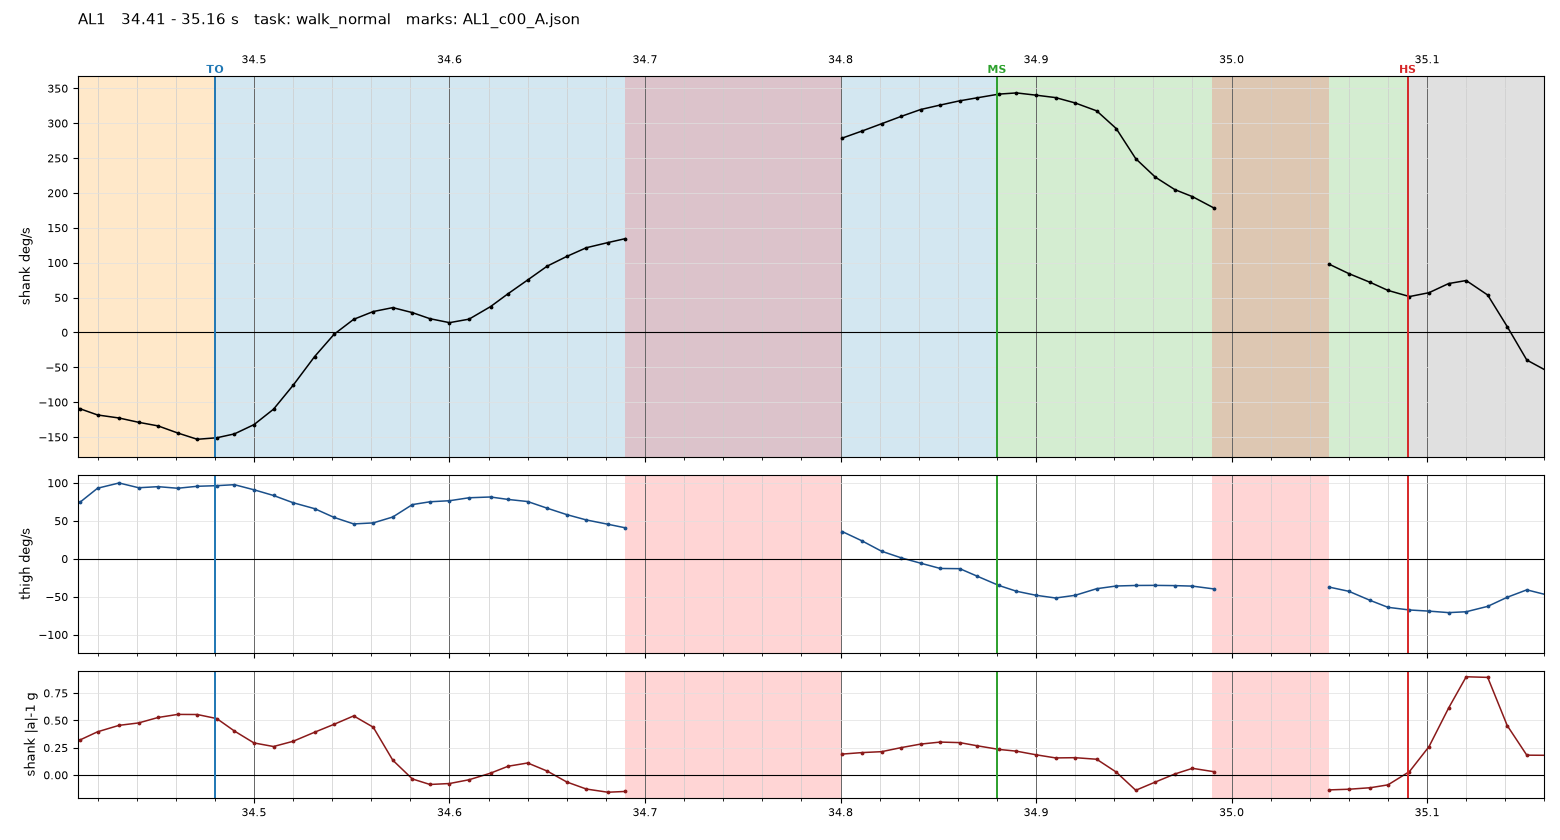 AL1   34.41 - 35.16 s   task: walk_normal   marks: AL1_c00_A.json
34.5 34.6 34.7 34.8 34.9 35.0 35.1
TO MS HS
shank deg/s
350
300
250
200
150
100
50
0
−50
−100
−150
thigh deg/s
100
50
0
−50
−100
shank |a|-1 g
0.75
0.50
0.25
0.00
34.5 34.6 34.7 34.8 34.9 35.0 35.1